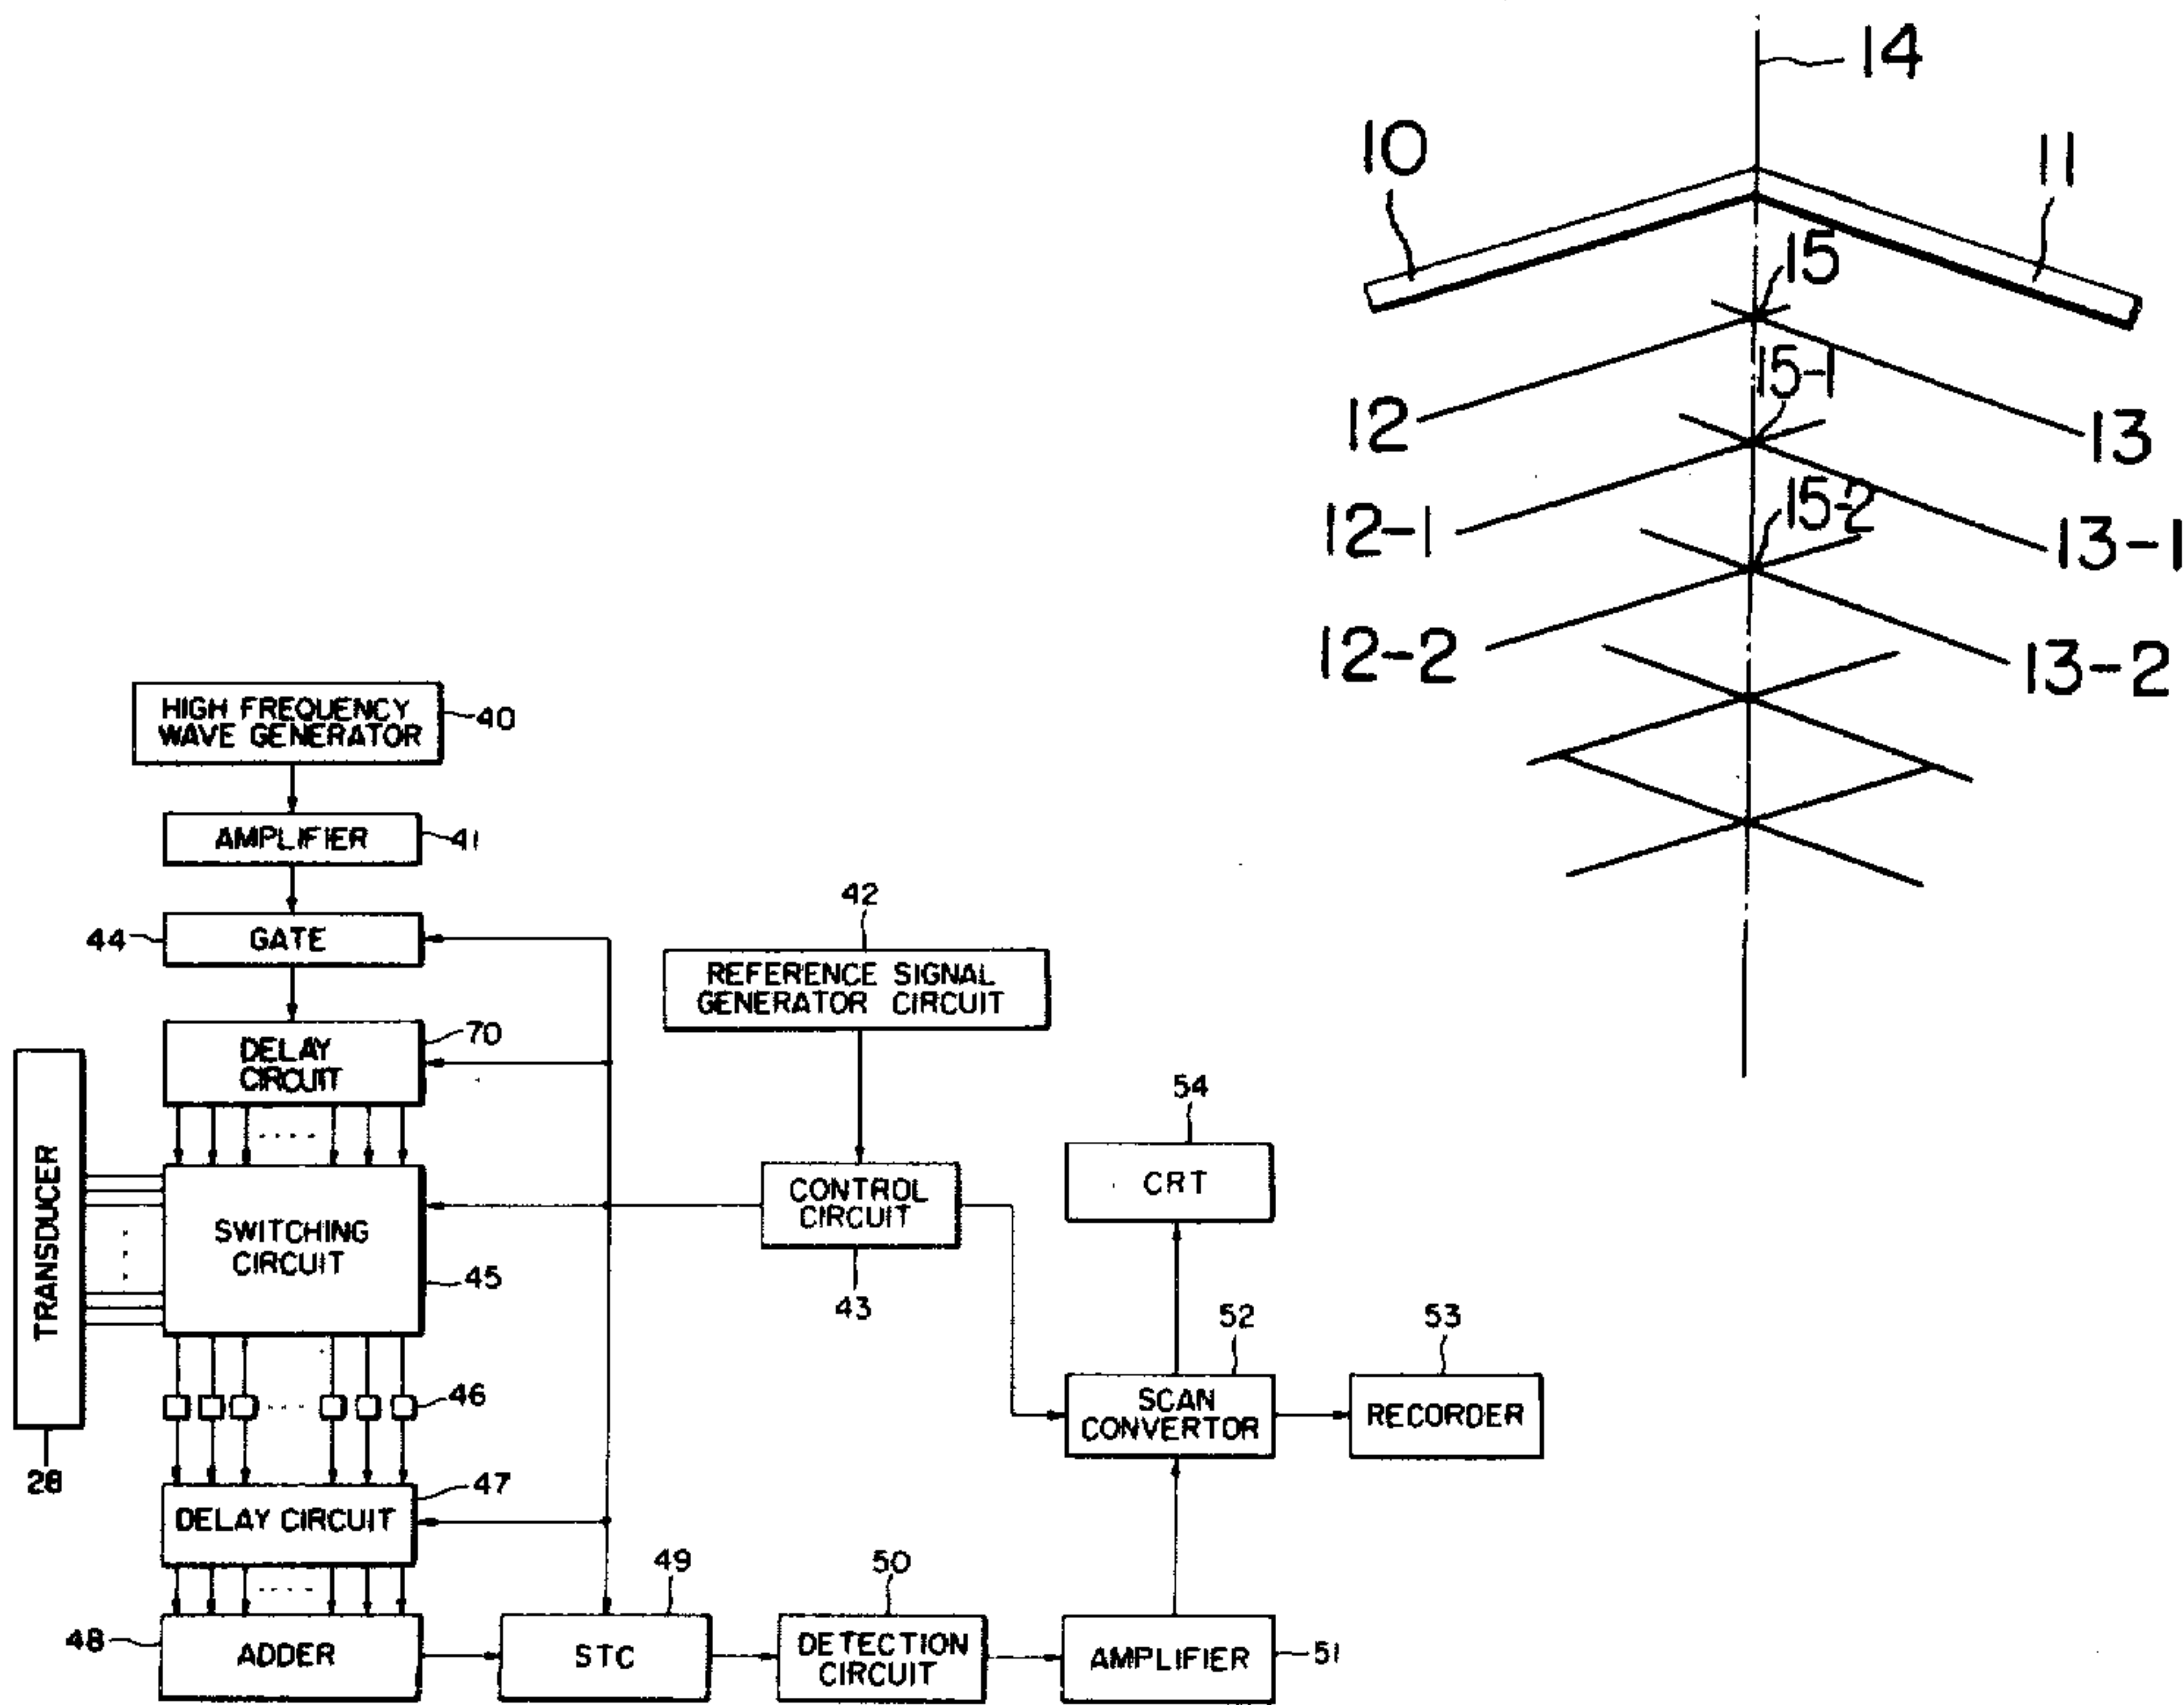 14
10
11
15
15-1
12
13
15-2
12-1
13-1
12-2
13-2
HIGH FREQUENCY
WAVE GENERATOR
40
AMPLIFIER
41
44
GATE
42
REFERENCE SIGNAL
GENERATOR CIRCUIT
70
DELAY
CIRCUIT
54
CRT
TRANSDUCER
SWITCHING
CIRCUIT
45
CONTROL
CIRCUIT
43
52
53
46
SCAN
CONVERTOR
RECORDER
28
47
DELAY CIRCUIT
49
50
48
ADDER
STC
DETECTION
CIRCUIT
AMPLIFIER
51